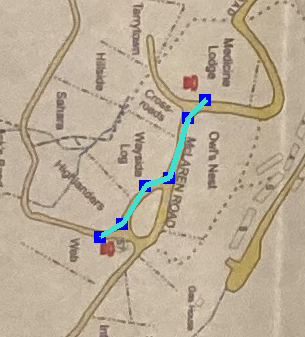 Tarrytown
Medicine
Lodge
Hillside
Cross-
roads
Sahara
Owl's Nest
Wayside
Log
McLAREN ROAD
Highlanders
Web
Gas House